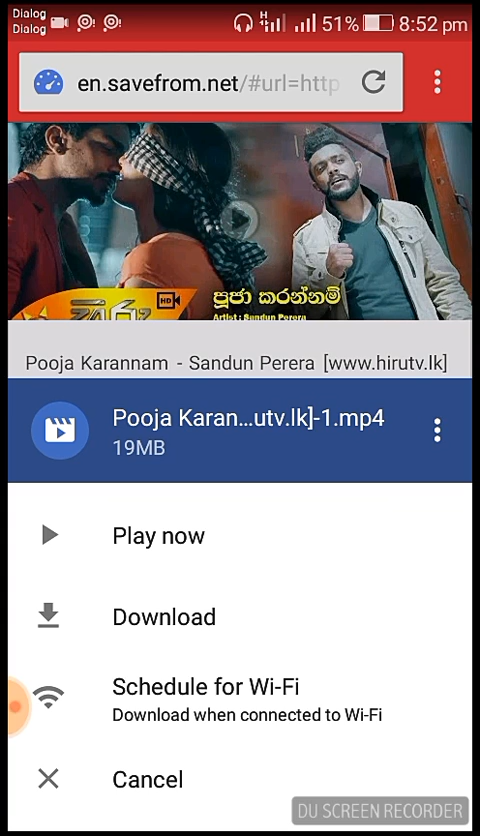 Dialog
Dialog
H
51%
8:52 pm
en.savefrom.net/#url=http
HD
හිරු
පූජා කරන්නම්
Artist : Sandun Perera
Pooja Karannam - Sandun Perera [www.hirutv.lk]
Pooja Karan...utv.lk]-1.mp4
19MB
Play now
Download
Schedule for Wi-Fi
Download when connected to Wi-Fi
Cancel
DU SCREEN RECORDER